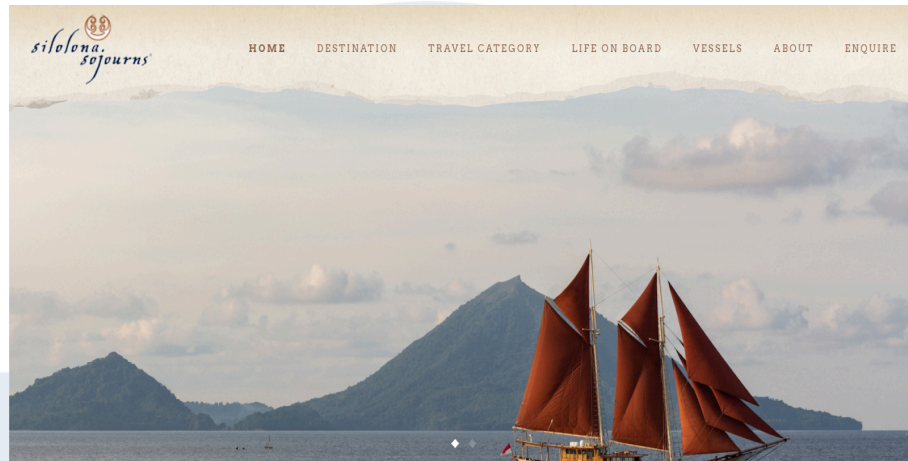 silolona
sojourns
HOME DESTINATION TRAVEL CATEGORY LIFE ON BOARD VESSELS ABOUT ENQUIRE